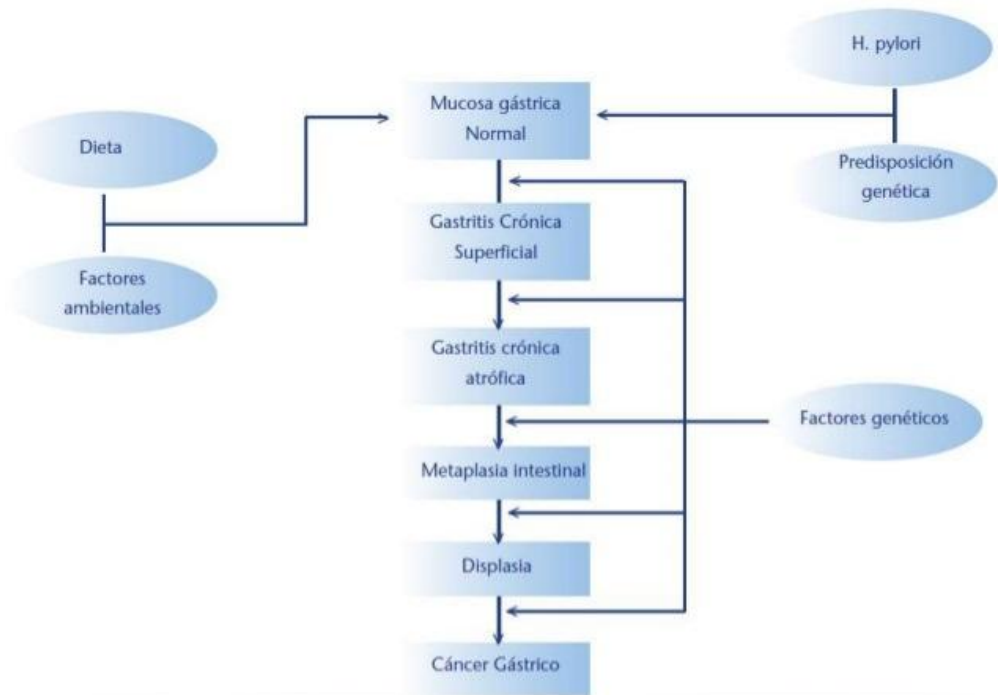 H. pylori
Mucosa gástrica
Normal
Dieta
Predisposición
genética
Gastritis Crónica
Superficial
Factores
ambientales
Gastritis crónica
atrófica
Factores genéticos
Metaplasia intestinal
Displasia
Cáncer Gástrico